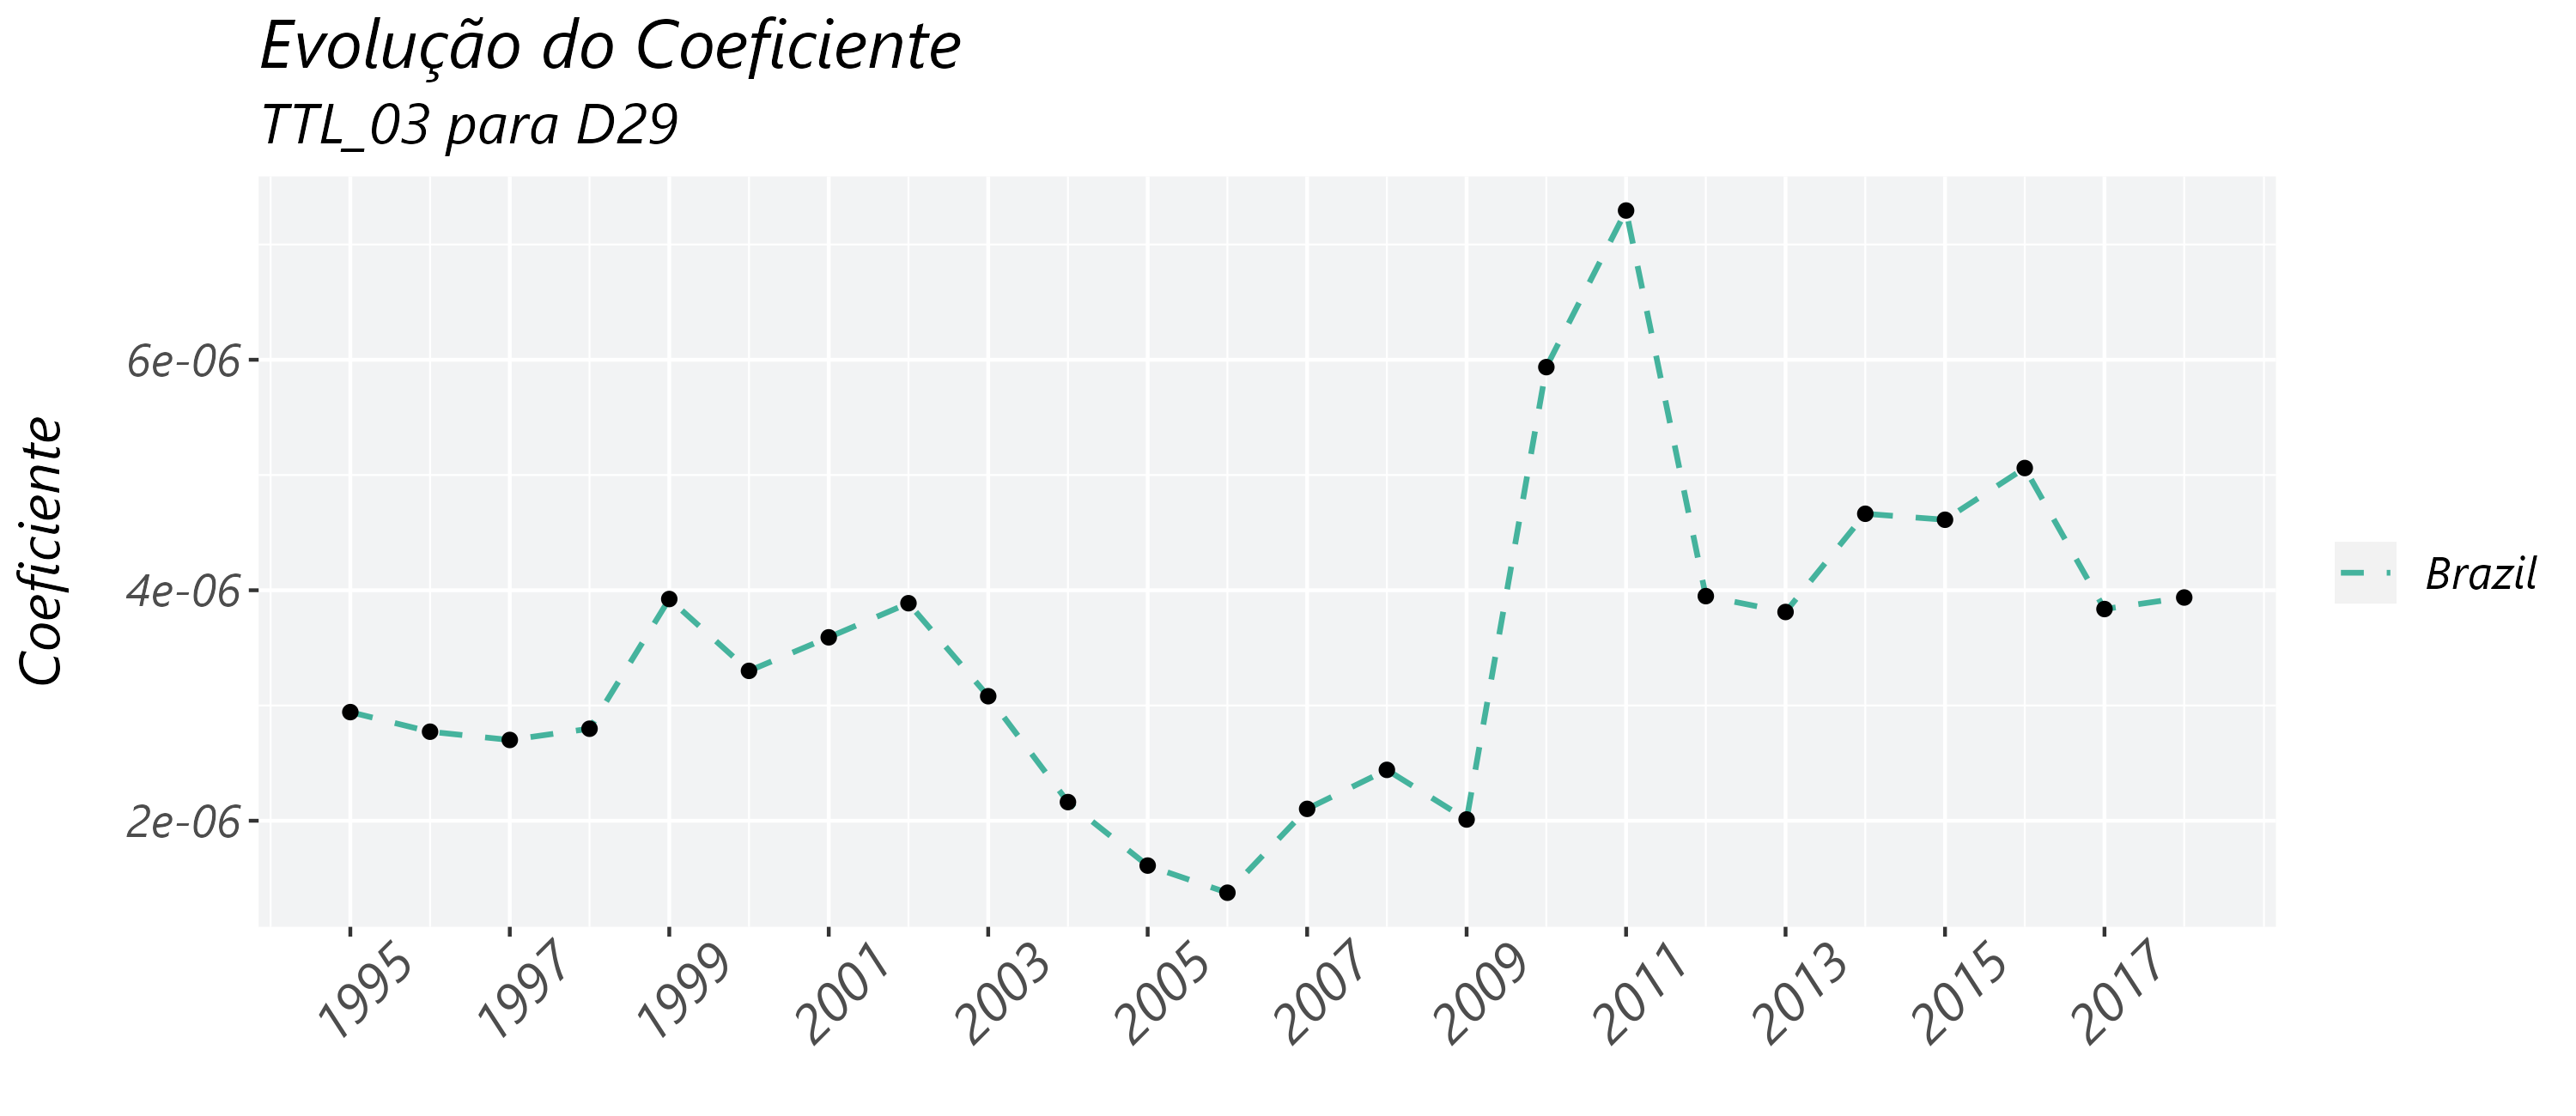 Evolução do Coeficiente
TTL_03 para D29
Coeficiente
6e-06
4e-06
2e-06
1995
1997
1999
2001
2003
2005
2007
2009
2011
2013
2015
2017
Brazil